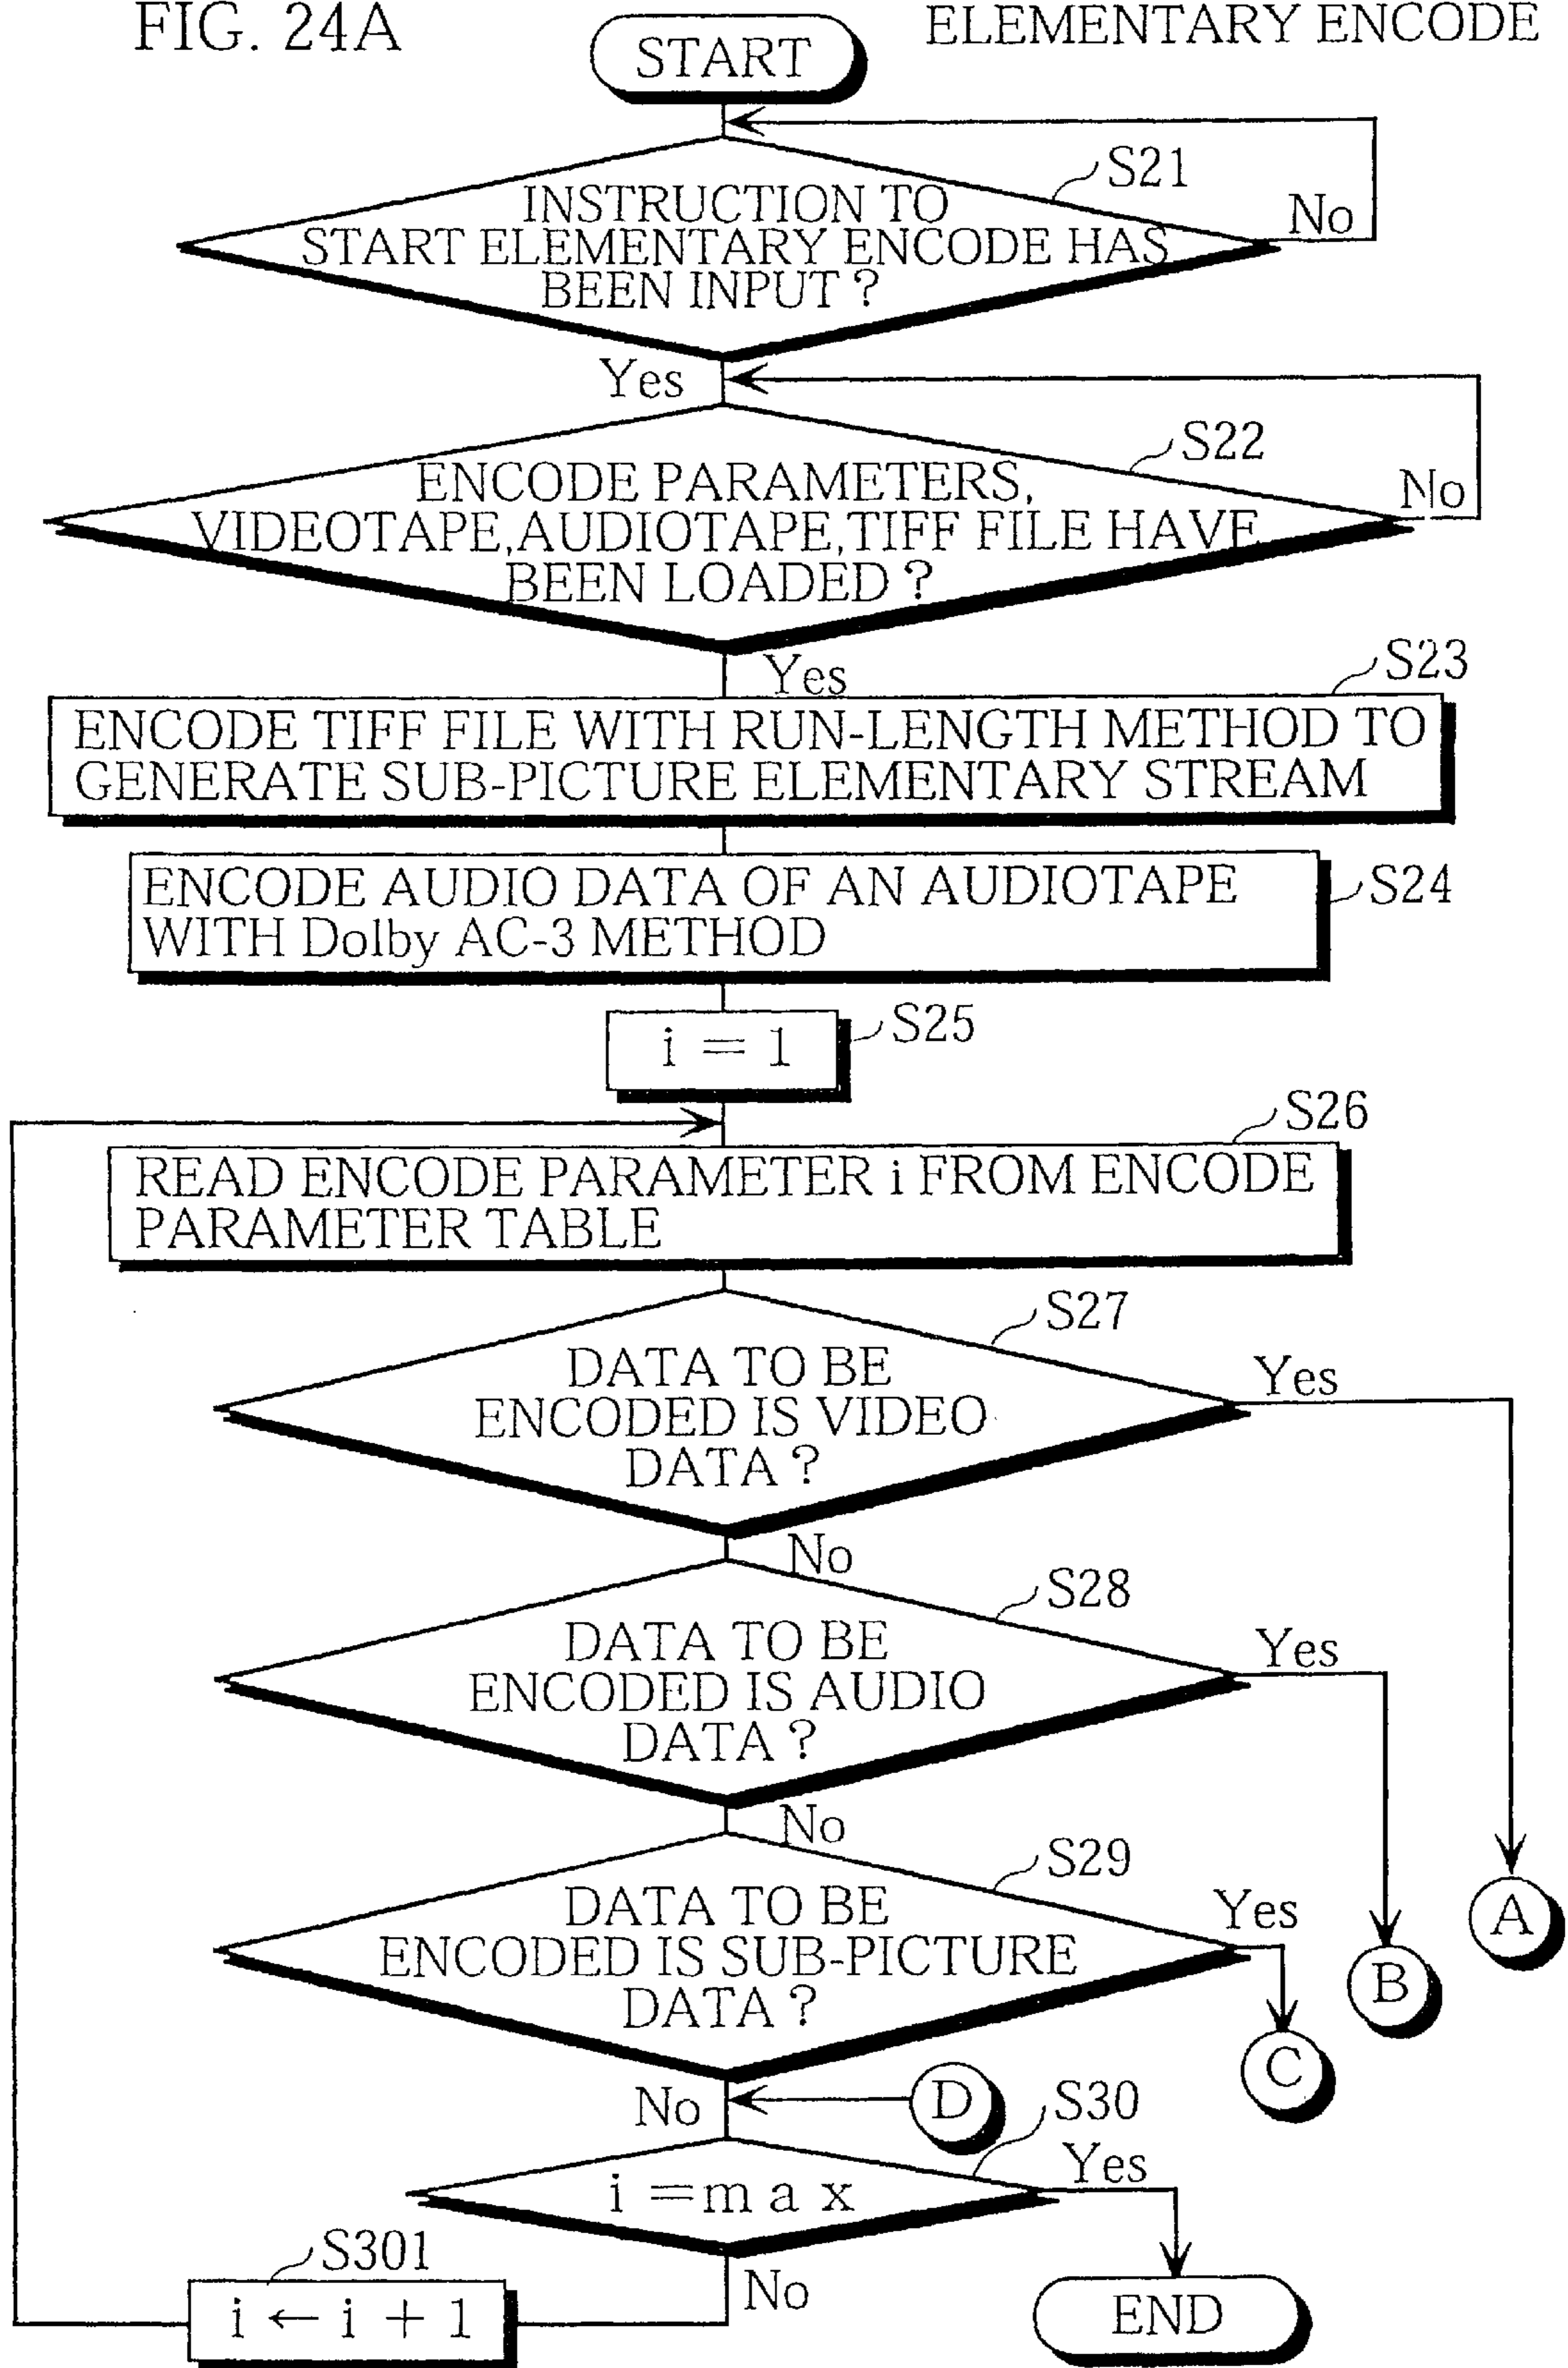 FIG. 24A
ELEMENTARY ENCODE
START
S21
INSTRUCTION TO
START ELEMENTARY ENCODE HAS
BEEN INPUT ?
No
Yes
S22
ENCODE PARAMETERS,
VIDEOTAPE,AUDIOTAPE,TIFF FILE HAVE
BEEN LOADED ?
No
Yes
S23
ENCODE TIFF FILE WITH RUN-LENGTH METHOD TO
GENERATE SUB-PICTURE ELEMENTARY STREAM
S24
ENCODE AUDIO DATA OF AN AUDIOTAPE
WITH Dolby AC-3 METHOD
S25
i = 1
S26
READ ENCODE PARAMETER i FROM ENCODE
PARAMETER TABLE
S27
DATA TO BE
ENCODED IS VIDEO
DATA ?
Yes
No
S28
DATA TO BE
ENCODED IS AUDIO
DATA ?
Yes
No
S29
DATA TO BE
ENCODED IS SUB-PICTURE
DATA ?
Yes
A
B
C
No
D
S30
i =max
Yes
No
S301
i ← i + 1
END